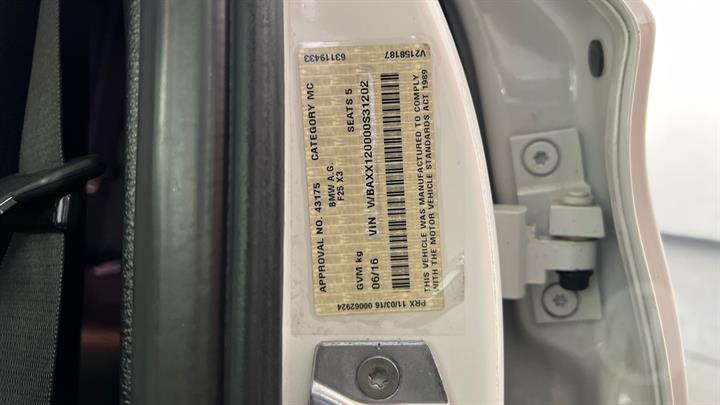 63119433 V2158187
APPROVAL NO. 43175 CATEGORY MC
BMW A.G. SEATS 5
F25 X3
VIN WBAXX120000S31202
GVM kg
06/16
THIS VEHICLE WAS MANUFACTURED TO COMPLY
WITH THE MOTOR VEHICLE STANDARDS ACT 1989
PRX 11/03/16 00062924